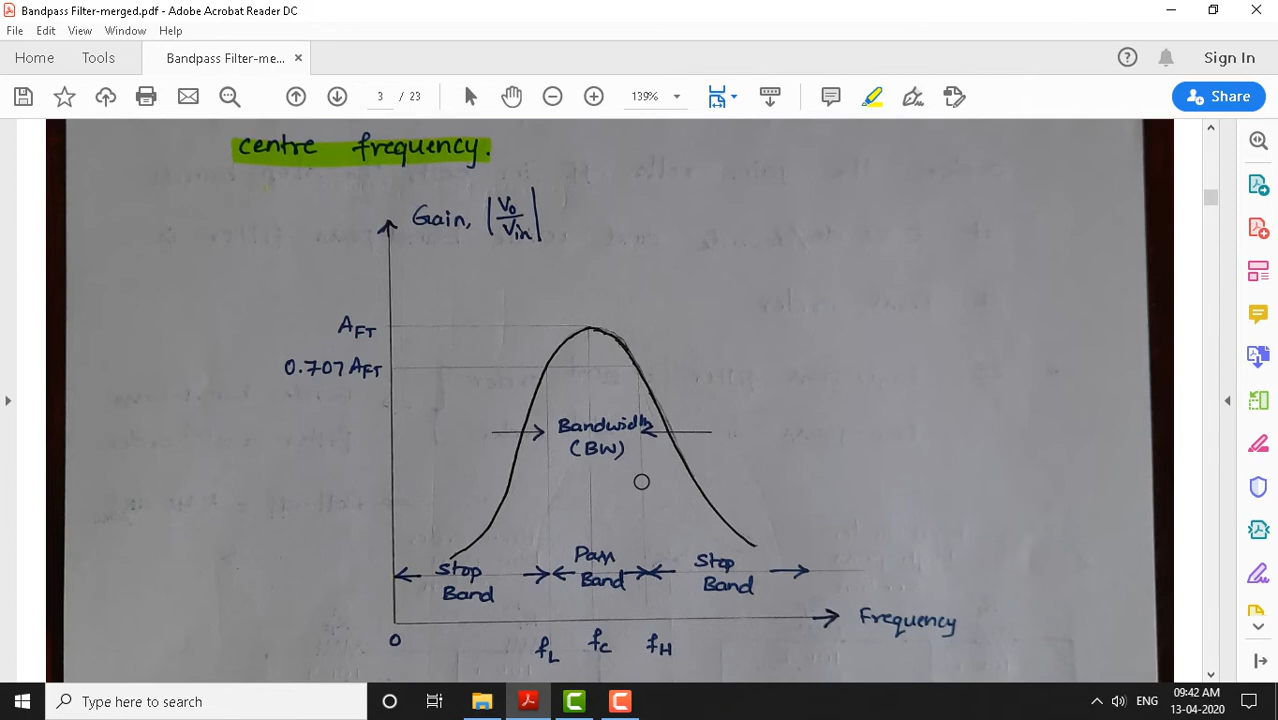 Bandpass Filter-merged.pdf - Adobe Acrobat Reader DC
File Edit View Window Help
Home Tools Bandpass Filter-me... × Sign In
3 / 23 139% Share
centre frequency.
Gain, |Vo/Vin|
AFT
0.707 AFT
Bandwidth
(BW)
Stop Band
Pass Band
Stop Band
0 fL fC fH
Frequency
Type here to search
ENG
09:42 AM
13-04-2020